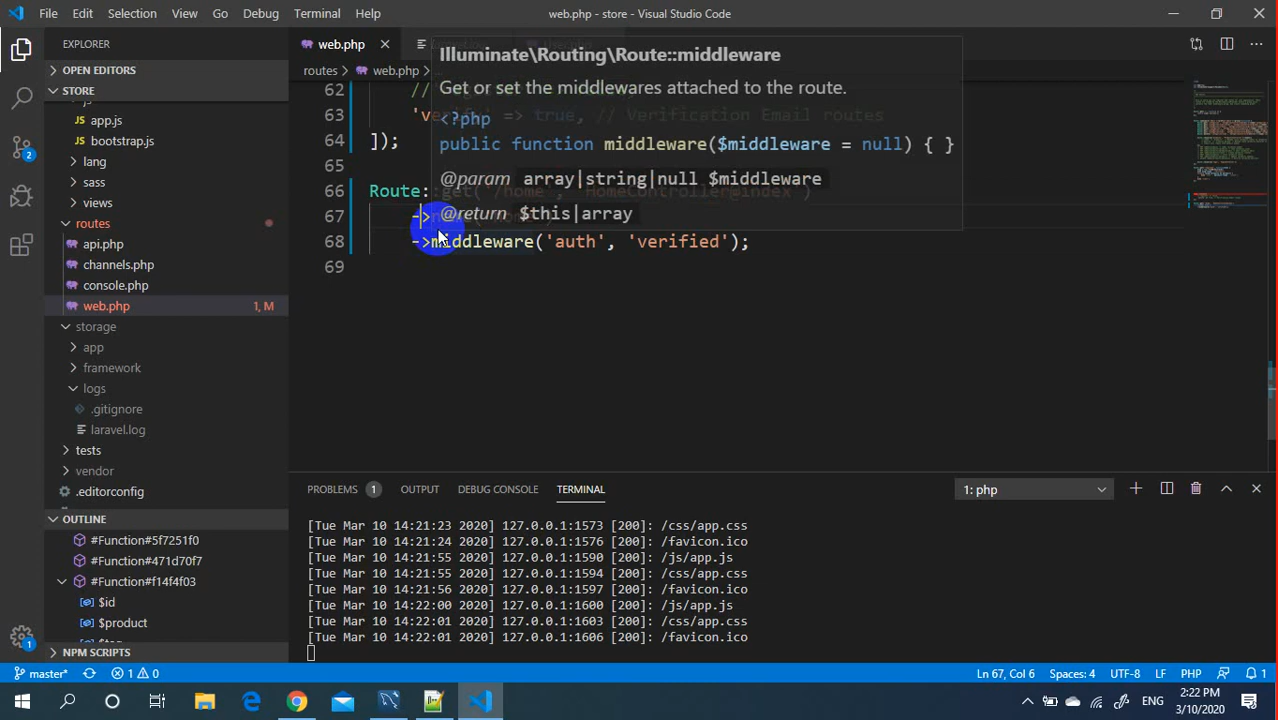 File Edit Selection View Go Debug Terminal Help
web.php - store - Visual Studio Code
EXPLORER
OPEN EDITORS
STORE
js
app.js
bootstrap.js
lang
sass
views
routes
api.php
channels.php
console.php
web.php 1, M
storage
app
framework
logs
.gitignore
laravel.log
tests
vendor
.editorconfig
OUTLINE
#Function#5f7251f0
#Function#471d70f7
#Function#f14f4f03
$id
$product
NPM SCRIPTS
web.php
routes > web.php >
Illuminate\Routing\Route::middleware
Get or set the middlewares attached to the route.
<?php
public function middleware($middleware = null) { }
@param array|string|null $middleware
@return $this|array
62 //
63 => true, // Verification Email routes
64 ]);
65
66 Route::get('/home', 'HomeController@index')
67 ->
68 ->middleware('auth', 'verified');
69
PROBLEMS 1 OUTPUT DEBUG CONSOLE TERMINAL
1: php
[Tue Mar 10 14:21:23 2020] 127.0.0.1:1573 [200]: /css/app.css
[Tue Mar 10 14:21:24 2020] 127.0.0.1:1576 [200]: /favicon.ico
[Tue Mar 10 14:21:55 2020] 127.0.0.1:1590 [200]: /js/app.js
[Tue Mar 10 14:21:55 2020] 127.0.0.1:1594 [200]: /css/app.css
[Tue Mar 10 14:21:56 2020] 127.0.0.1:1597 [200]: /favicon.ico
[Tue Mar 10 14:22:00 2020] 127.0.0.1:1600 [200]: /js/app.js
[Tue Mar 10 14:22:01 2020] 127.0.0.1:1603 [200]: /css/app.css
[Tue Mar 10 14:22:01 2020] 127.0.0.1:1606 [200]: /favicon.ico
master* 1 0
Ln 67, Col 6 Spaces: 4 UTF-8 LF PHP 1
ENG
2:22 PM
3/10/2020